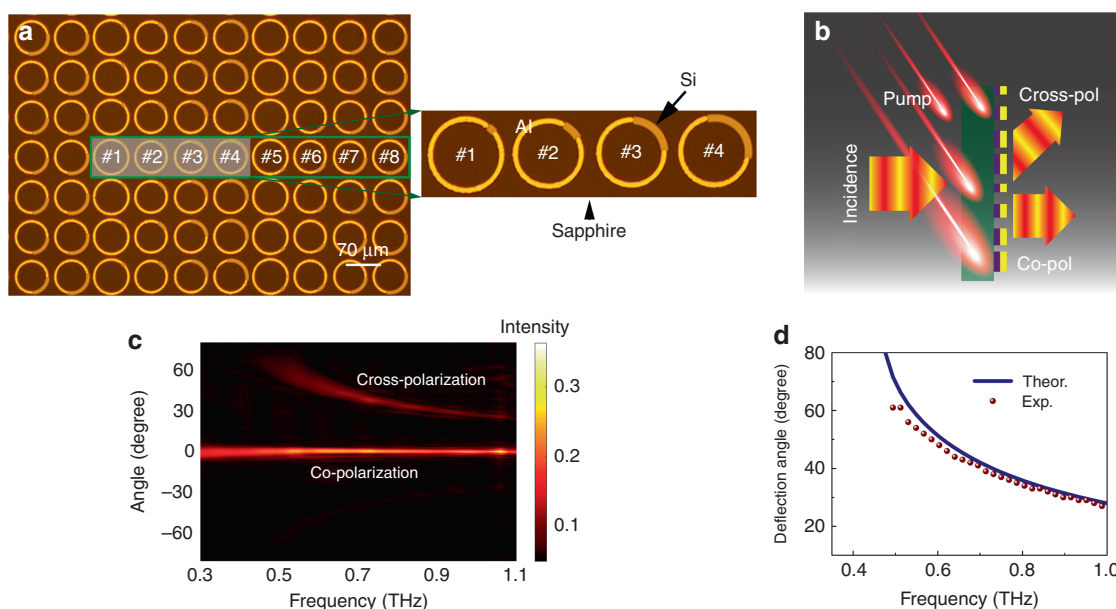 a
#1 #2 #3 #4 #5 #6 #7 #8
70 μm
Si
Al
#1 #2 #3 #4
Sapphire
b
Pump
Cross-pol
Incidence
Co-pol
c
Intensity
Angle (degree)
60
30
0
–30
–60
Cross-polarization
Co-polarization
0.3
0.2
0.1
0.3 0.5 0.7 0.9 1.1
Frequency (THz)
d
Deflection angle (degree)
80
60
40
20
Theor.
Exp.
0.4 0.6 0.8 1.0
Frequency (THz)